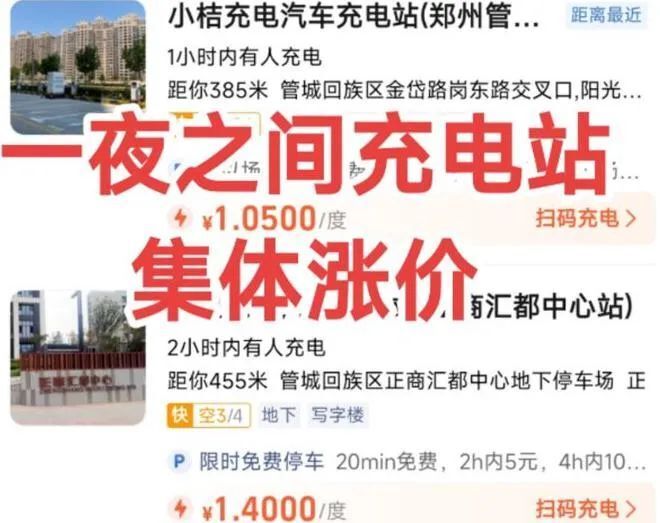 小桔充电汽车充电站(郑州管...
距离最近
1小时内有人充电
距你385米 管城回族区金岱路岗东路交叉口,阳光...
一夜之间充电站
¥1.0500/度
扫码充电 >
集体涨价
商汇都中心站)
2小时内有人充电
距你455米 管城回族区正商汇都中心地下停车场 正
快 空3/4 地下 写字楼
P 限时免费停车 20min免费，2h内5元，4h内10...
¥1.4000/度
扫码充电 >